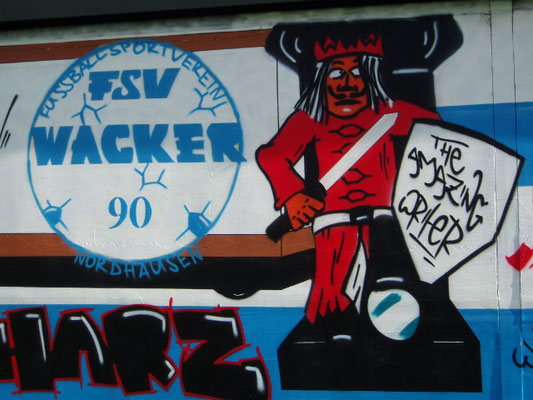 FUSSBALLSPORTVEREIN
FSV
WACKER
90
NORDHAUSEN
THE
AMAZING
WRITER
HARZ